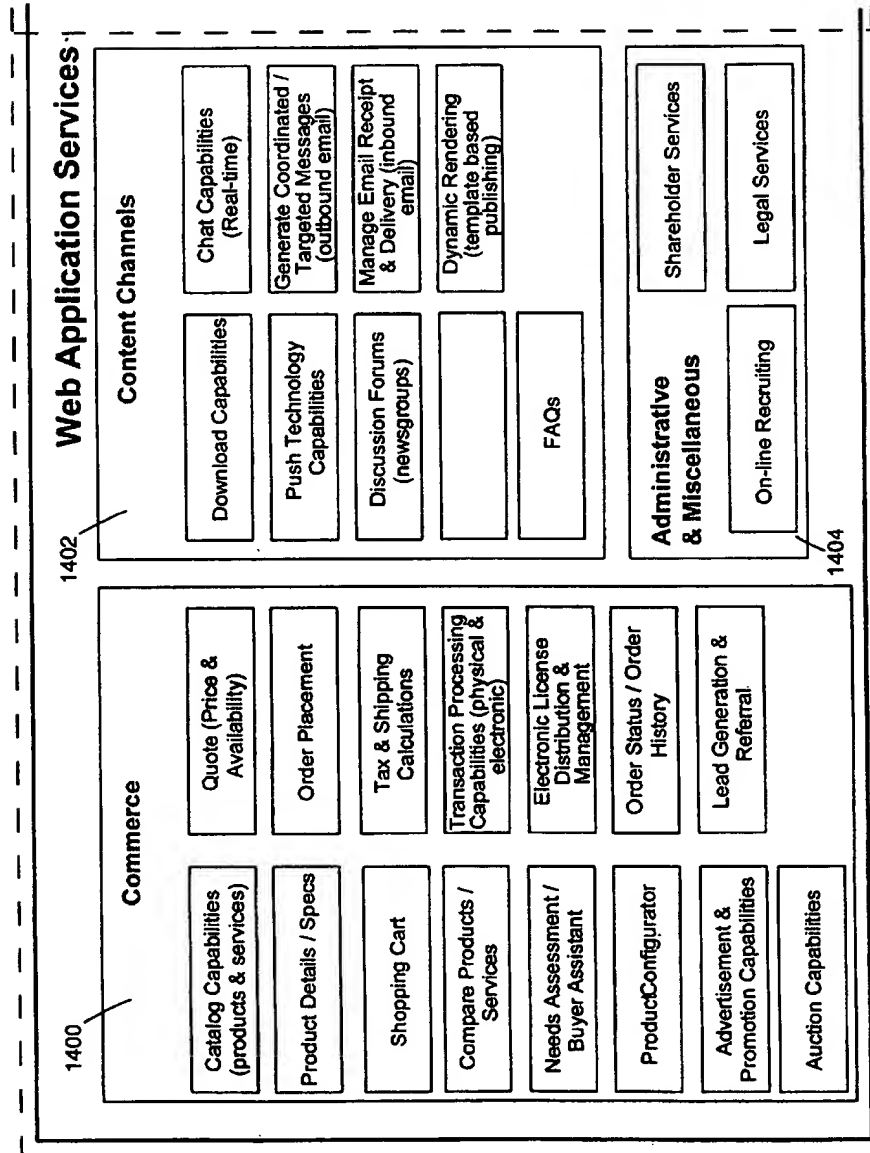 Web Application Services
1400
Commerce
Catalog Capabilities
(products & services)
Quote (Price &
Availability)
Product Details / Specs
Order Placement
Shopping Cart
Tax & Shipping
Calculations
Compare Products /
Services
Transaction Processing
Capabilities (physical &
electronic)
Needs Assessment /
Buyer Assistant
Electronic License
Distribution &
Management
ProductConfigurator
Order Status / Order
History
Advertisement &
Promotion Capabilities
Lead Generation &
Referral
Auction Capabilities
1402
Content Channels
Download Capabilities
Chat Capabilities
(Real-time)
Push Technology
Capabilities
Generate Coordinated /
Targeted Messages
(outbound email)
Discussion Forums
(newsgroups)
Manage Email Receipt
& Delivery (inbound
email)
Dynamic Rendering
(template based
publishing)
FAQs
Administrative
& Miscellaneous
Shareholder Services
On-line Recruiting
Legal Services
1404